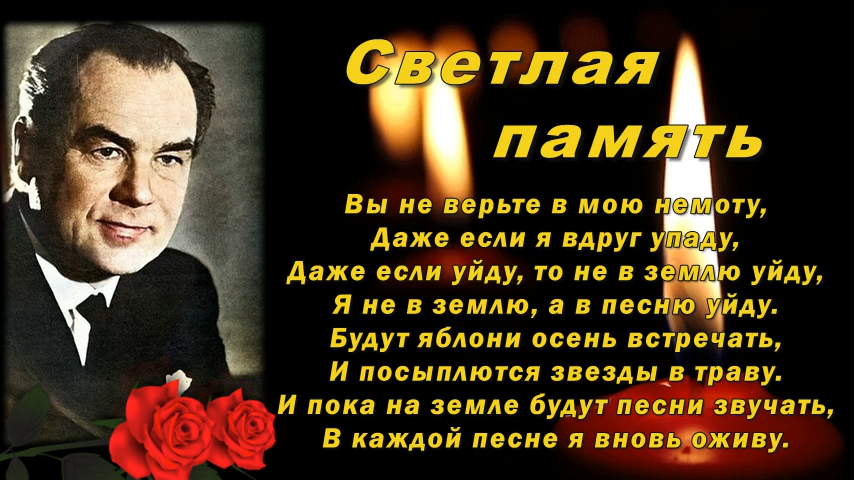 Светлая
память
Вы не верьте в мою немоту,
Даже если я вдруг упаду,
Даже если уйду, то не в землю уйду,
Я не в землю, а в песню уйду.
Будут яблони осень встречать,
И посыплются звезды в траву.
И пока на земле будут песни звучать,
В каждой песне я вновь оживу.